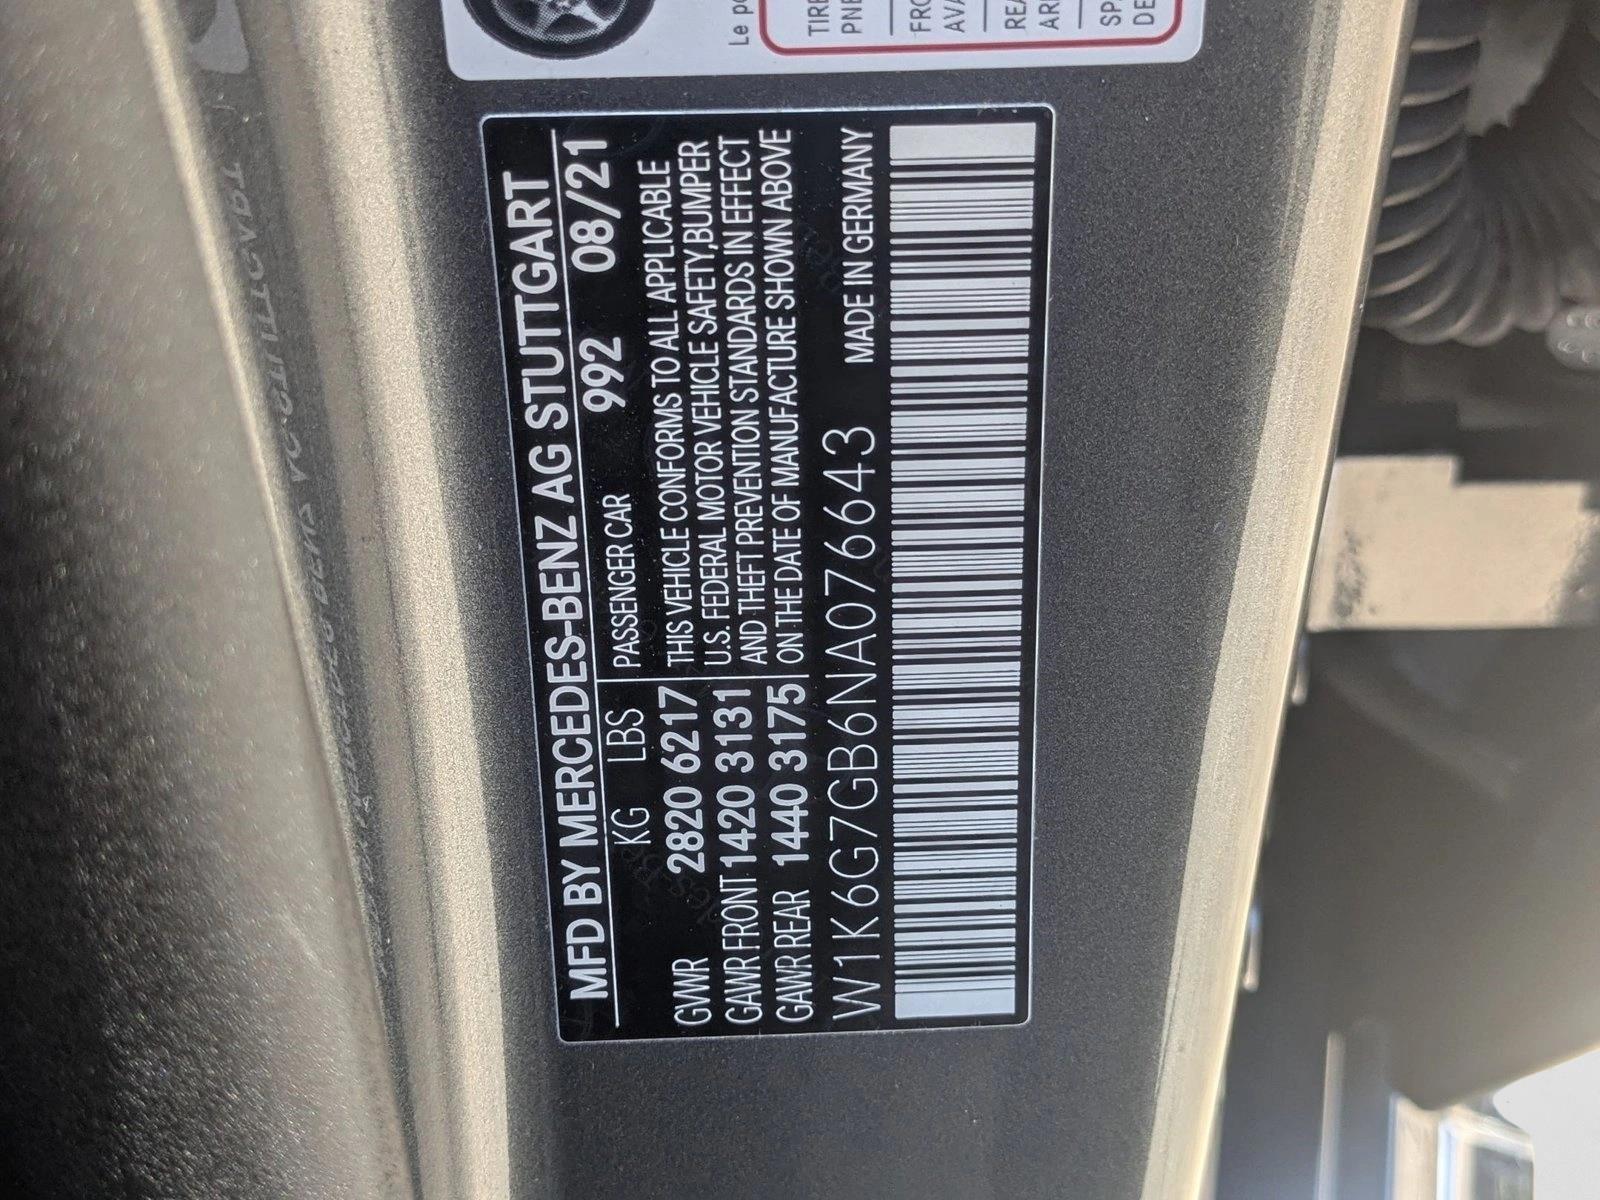 MFD BY MERCEDES-BENZ AG STUTTGART
KG LBS PASSENGER CAR 992 08/21
GVWR 2820 6217
GAWR FRONT 1420 3131
GAWR REAR 1440 3175
THIS VEHICLE CONFORMS TO ALL APPLICABLE
U.S. FEDERAL MOTOR VEHICLE SAFETY,BUMPER
AND THEFT PREVENTION STANDARDS IN EFFECT
ON THE DATE OF MANUFACTURE SHOWN ABOVE
W1K6G7GB6NA076643 MADE IN GERMANY
Le